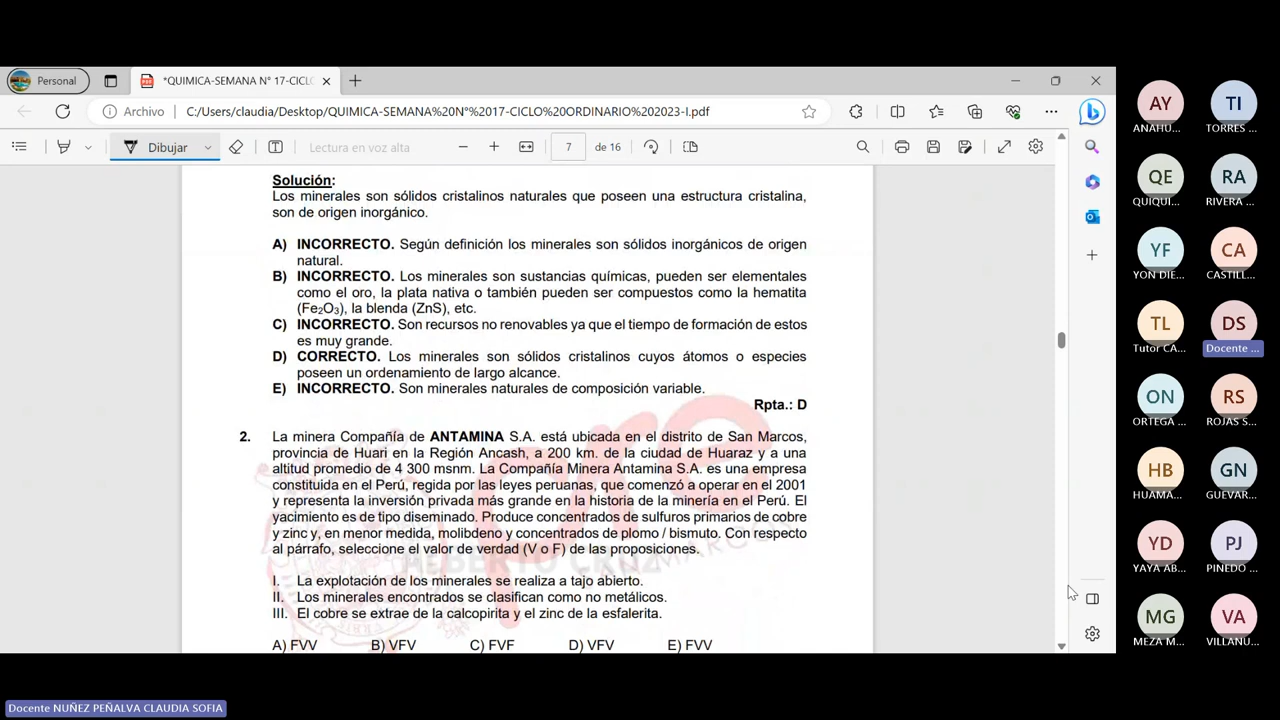 Personal
*QUIMICA-SEMANA N° 17-CICLO
Archivo C:/Users/claudia/Desktop/QUIMICA-SEMANA%20N°%2017-CICLO%20ORDINARIO%202023-I.pdf
Dibujar
Lectura en voz alta
7 de 16
Solución:
Los minerales son sólidos cristalinos naturales que poseen una estructura cristalina,
son de origen inorgánico.
A) INCORRECTO. Según definición los minerales son sólidos inorgánicos de origen
natural.
B) INCORRECTO. Los minerales son sustancias químicas, pueden ser elementales
como el oro, la plata nativa o también pueden ser compuestos como la hematita
(Fe₂O₃), la blenda (ZnS), etc.
C) INCORRECTO. Son recursos no renovables ya que el tiempo de formación de estos
es muy grande.
D) CORRECTO. Los minerales son sólidos cristalinos cuyos átomos o especies
poseen un ordenamiento de largo alcance.
E) INCORRECTO. Son minerales naturales de composición variable.
Rpta.: D
2. La minera Compañía de ANTAMINA S.A. está ubicada en el distrito de San Marcos,
provincia de Huari en la Región Ancash, a 200 km. de la ciudad de Huaraz y a una
altitud promedio de 4 300 msnm. La Compañía Minera Antamina S.A. es una empresa
constituida en el Perú, regida por las leyes peruanas, que comenzó a operar en el 2001
y representa la inversión privada más grande en la historia de la minería en el Perú. El
yacimiento es de tipo diseminado. Produce concentrados de sulfuros primarios de cobre
y zinc y, en menor medida, molibdeno y concentrados de plomo / bismuto. Con respecto
al párrafo, seleccione el valor de verdad (V o F) de las proposiciones.
I. La explotación de los minerales se realiza a tajo abierto.
II. Los minerales encontrados se clasifican como no metálicos.
III. El cobre se extrae de la calcopirita y el zinc de la esfalerita.
A) FVV B) VFV C) FVF D) VFV E) FVV
AY
ANAHU...
TI
TORRES ...
QE
QUIQUI...
RA
RIVERA ...
YF
YON DIE...
CA
CASTILL...
TL
Tutor CA...
DS
Docente ...
ON
ORTEGA ...
RS
ROJAS S...
HB
HUAMA...
GN
GUEVAR...
YD
YAYA AB...
PJ
PINEDO ...
MG
MEZA M...
VA
VILLANU...
Docente NUÑEZ PEÑALVA CLAUDIA SOFIA